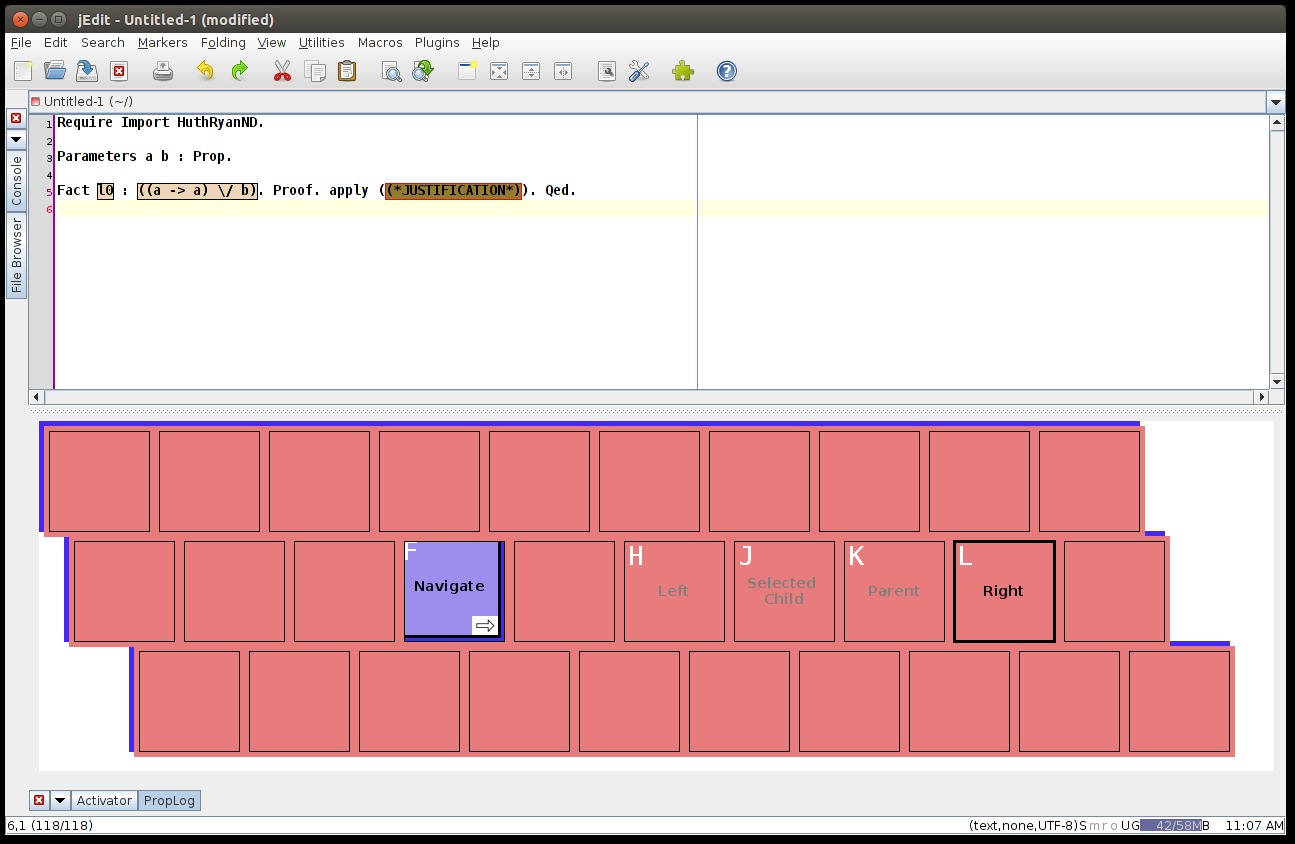 jEdit - Untitled-1 (modified)
File Edit Search Markers Folding View Utilities Macros Plugins Help
Untitled-1 (~/)
Console
File Browser
1 Require Import HuthRyanND.
2
3 Parameters a b : Prop.
4
5 Fact l0 : ((a -> a) \/ b). Proof. apply ((*JUSTIFICATION*)). Qed.
6
F
Navigate
H
Left
J
Selected
Child
K
Parent
L
Right
Activator PropLog
6,1 (118/118)
(text,none,UTF-8)S m r o UG 42/58MB 11:07 AM